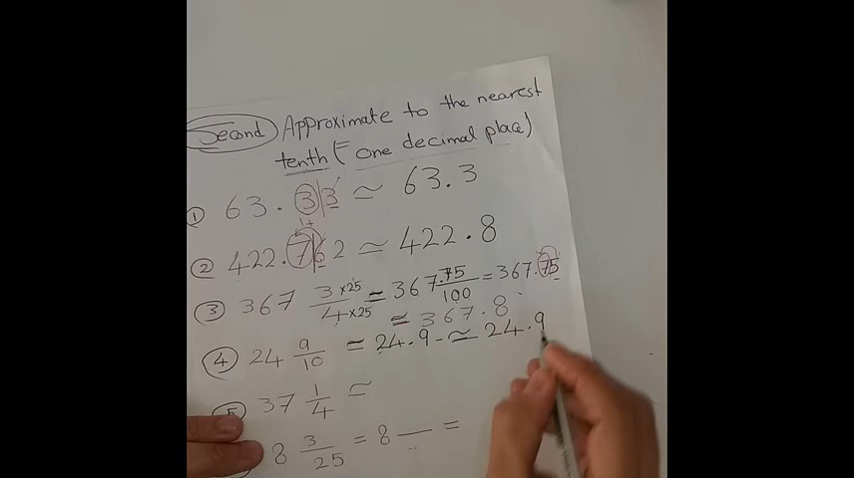 Second Approximate to the nearest
tenth (= one decimal place)
① 63.33 ≃ 63.3
② 422.762 ≃ 422.8
③ 367 3/4 ×25 ×25 = 367 75/100 = 367.75
≃ 367.8
④ 24 9/10 = 24.9 ≃ 24.9
⑤ 37 1/4 ≃
8 3/25 = 8 — =